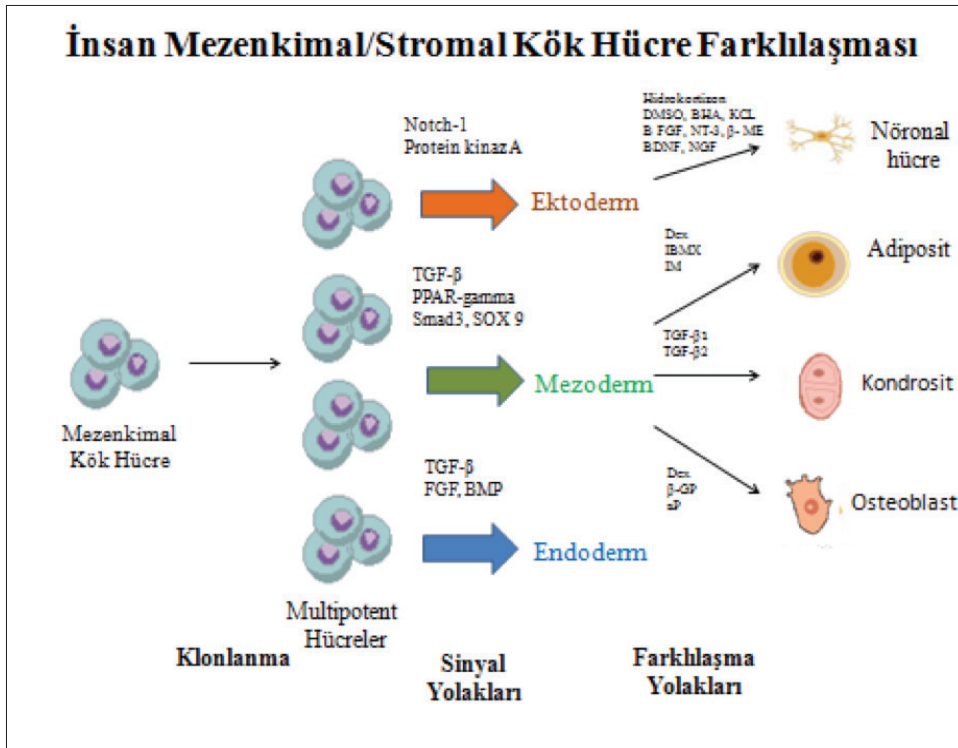 İnsan Mezenkimal/Stromal Kök Hücre Farklılaşması
Notch-1
Protein kinaz A
Ektoderm
Hidrokortizon
DMSO, BHA, KCL
B FGF, NT-3, β- ME
BDNF, NGF
Nöronal
hücre
TGF-β
PPAR-gamma
Smad3, SOX 9
Mezoderm
Dex
IBMX
IM
Adiposit
TGF-β1
TGF-β2
Kondrosit
Dex
β-GP
aP
Osteoblast
Mezenkimal
Kök Hücre
TGF-β
FGF, BMP
Endoderm
Multipotent
Hücreler
Klonlanma
Sinyal
Yolakları
Farklılaşma
Yolakları